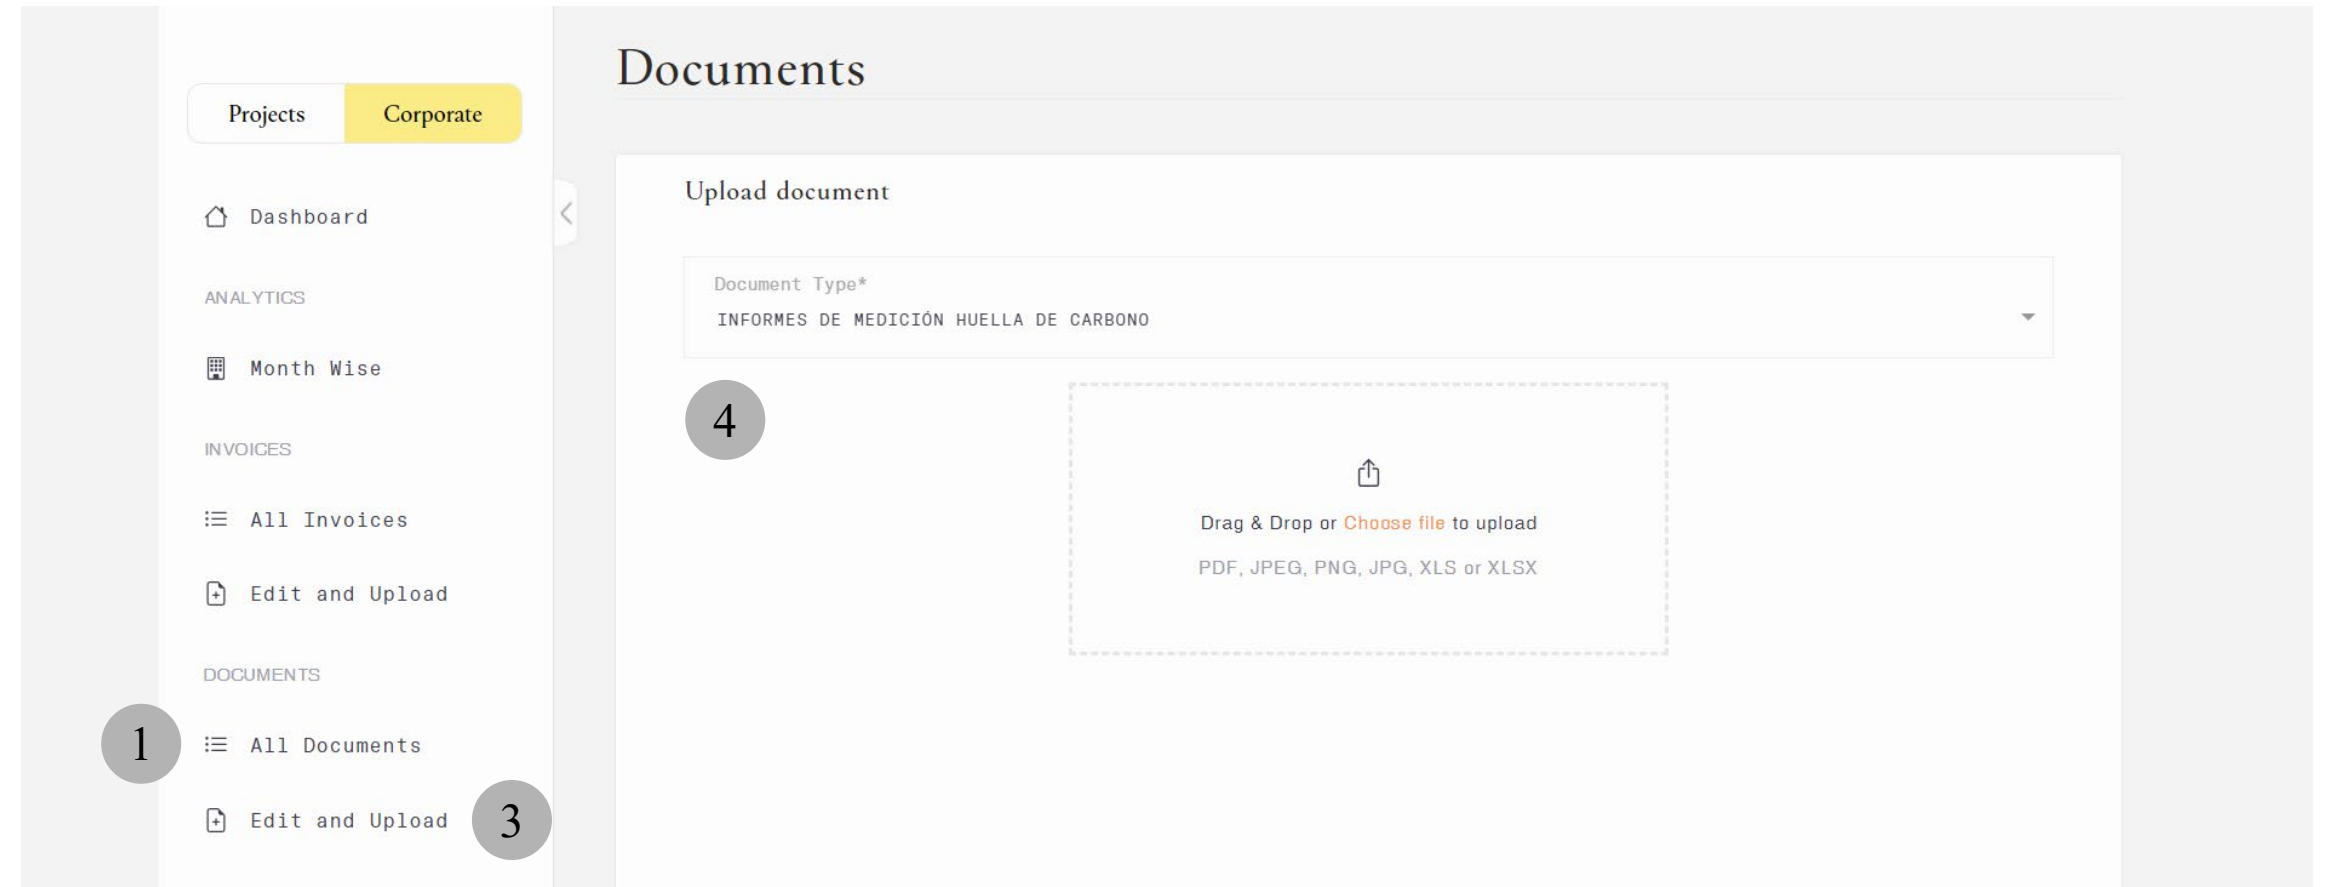 Projects
Corporate
Dashboard
ANALYTICS
Month Wise
INVOICES
All Invoices
Edit and Upload
DOCUMENTS
1
All Documents
Edit and Upload
3
Documents
Upload document
Document Type*
INFORMES DE MEDICIÓN HUELLA DE CARBONO
4
Drag & Drop or Choose file to upload
PDF, JPEG, PNG, JPG, XLS or XLSX